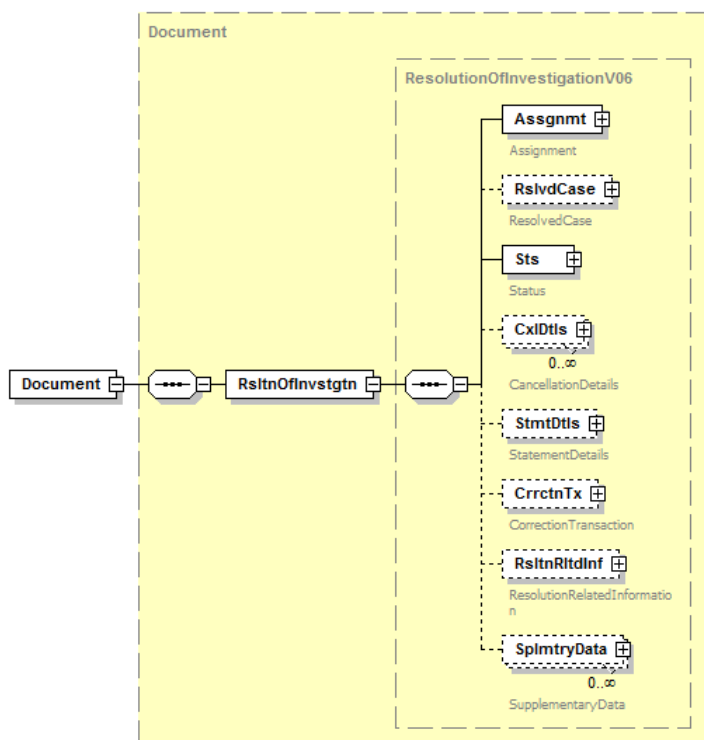 Document
ResolutionOfInvestigationV06
Assgnmt
Assignment
RslvdCase
ResolvedCase
Sts
Status
CxlDtls
0..∞
CancellationDetails
Document
RsltnOfInvstgtn
StmtDtls
StatementDetails
CrrctnTx
CorrectionTransaction
RsltnRltdInf
ResolutionRelatedInformatio
n
SplmtryData
0..∞
SupplementaryData